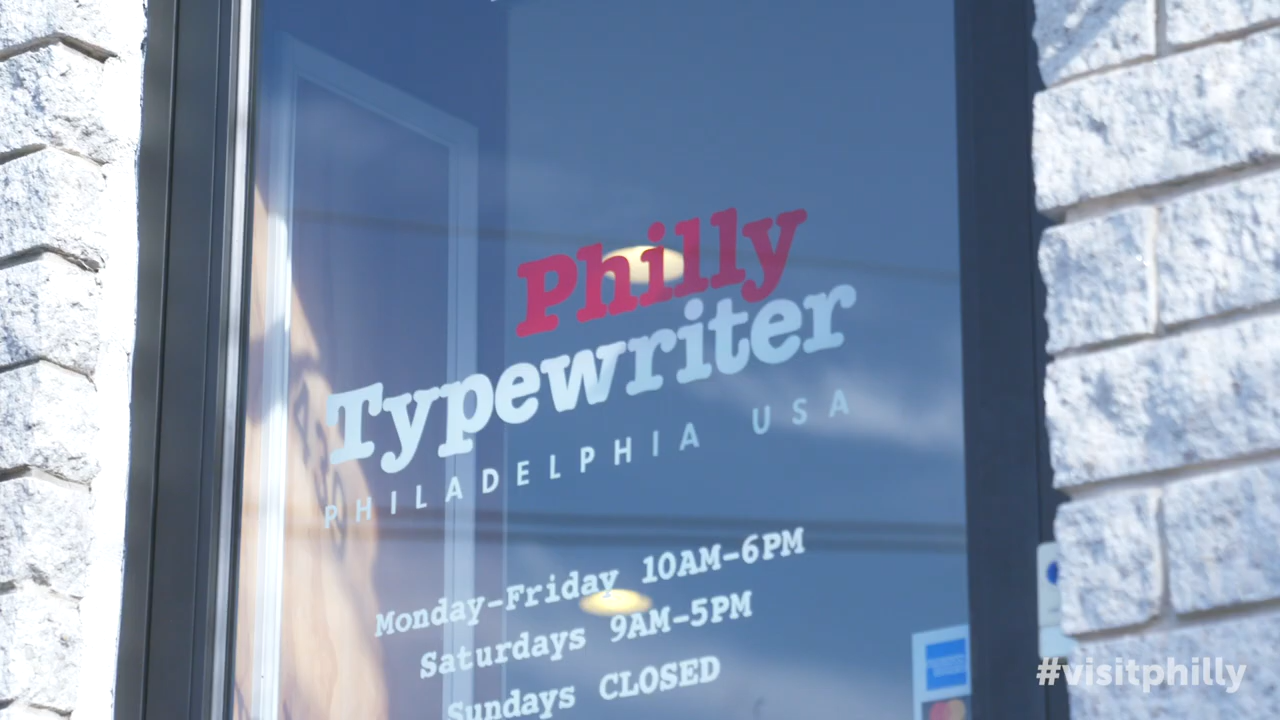 Philly
Typewriter
PHILADELPHIA USA
Monday-Friday 10AM-6PM
Saturdays 9AM-5PM
Sundays CLOSED
#visitphilly